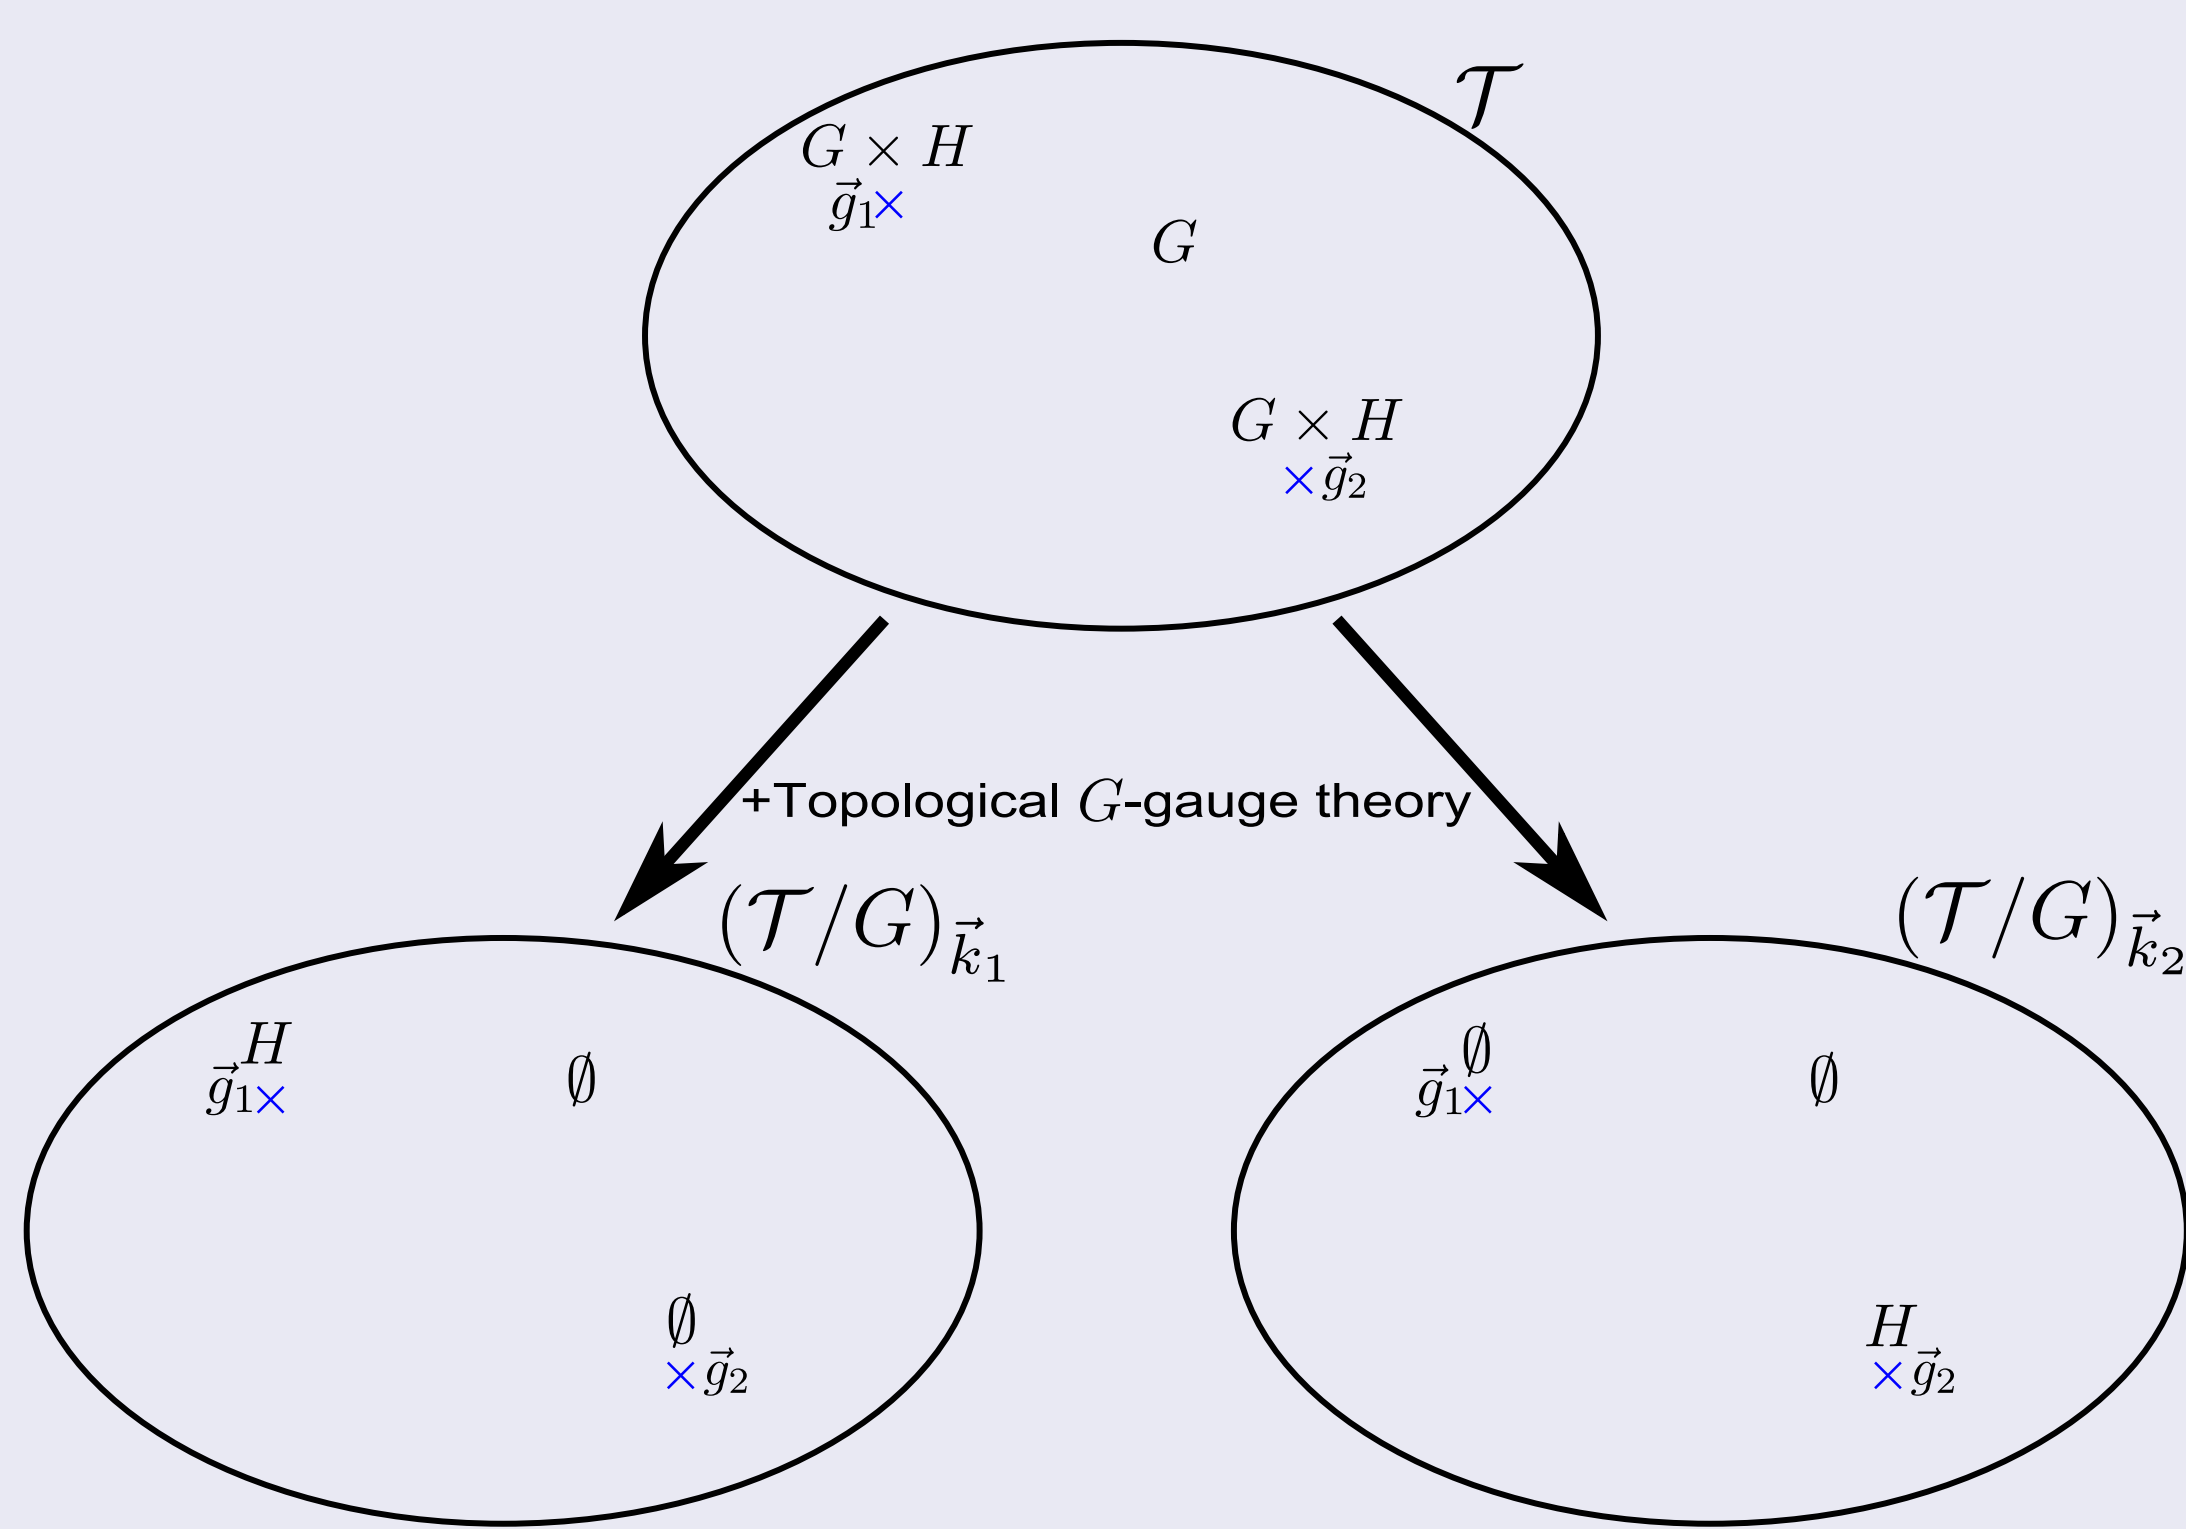 𝒯
G × H
g⃗₁×
G
G × H
×g⃗₂
+Topological G-gauge theory
(𝒯/G)ₖ⃗₁
(𝒯/G)ₖ⃗₂
H
g⃗₁×
∅
∅
×g⃗₂
∅
g⃗₁×
∅
H
×g⃗₂